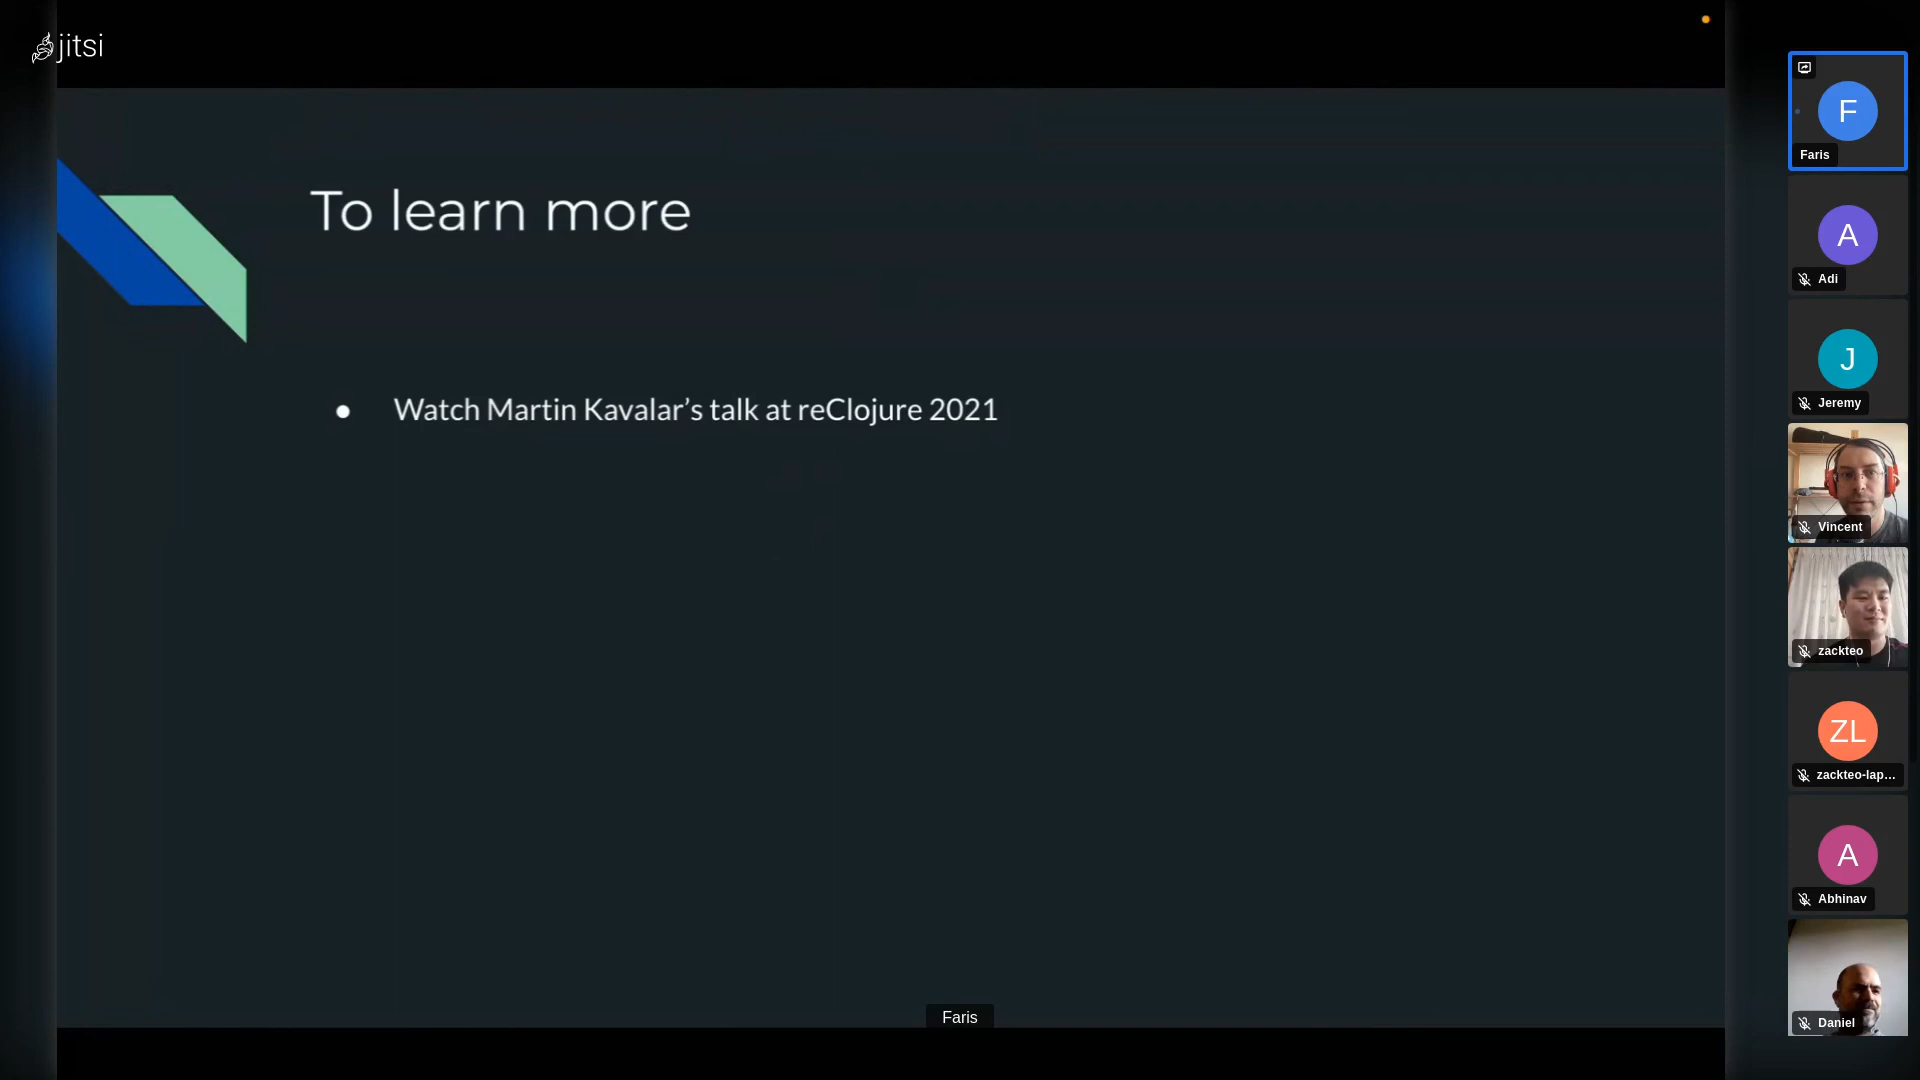 jitsi
To learn more
● Watch Martin Kavalar's talk at reClojure 2021
Faris
F
Faris
A
Adi
J
Jeremy
Vincent
zackteo
ZL
zackteo-lap...
A
Abhinav
Daniel